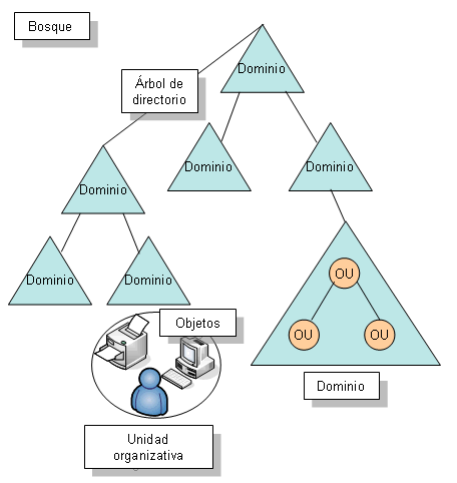 Bosque
Dominio
Árbol de
directorio
Dominio
Dominio
Dominio
Dominio
Dominio
OU
OU
OU
Objetos
Dominio
Unidad
organizativa